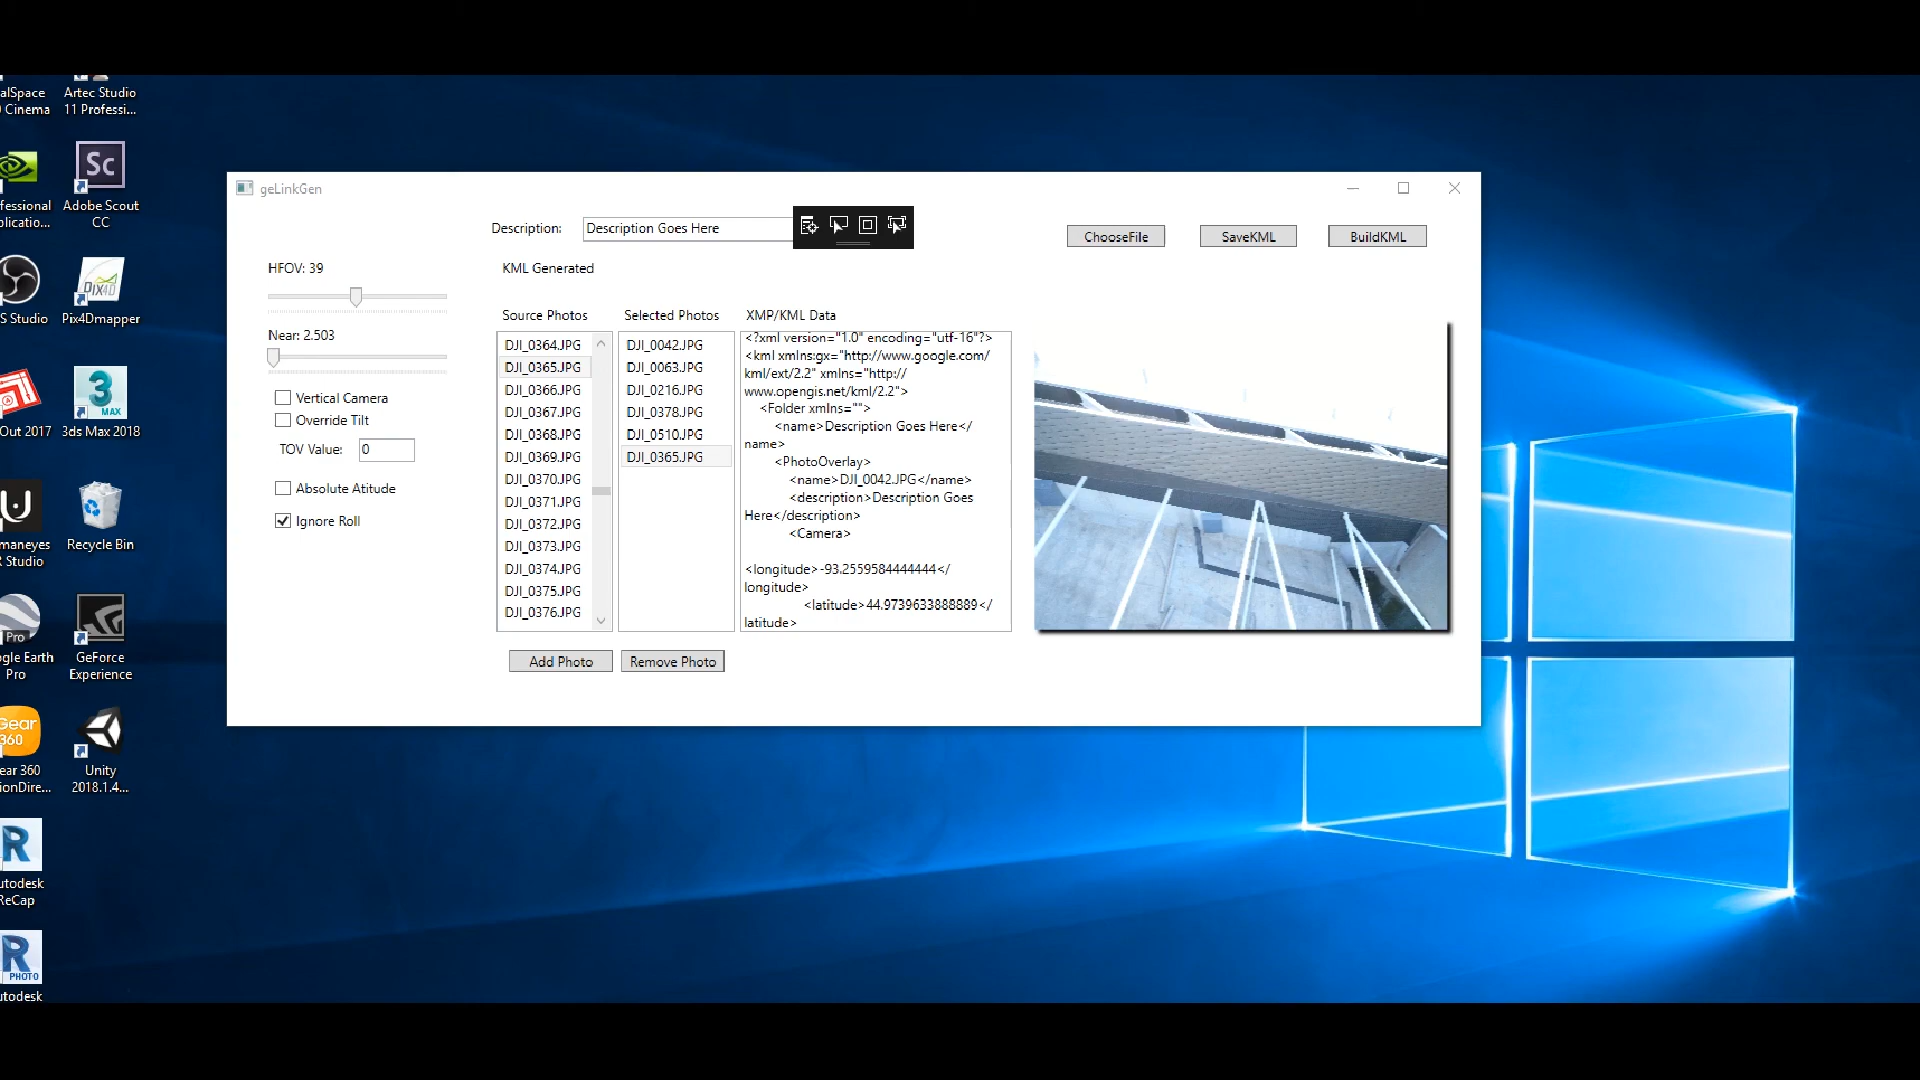 alSpace
Cinema
Artec Studio
11 Professi...
Sc
fessional
plicatio...
Adobe Scout
CC
S Studio
PIX4D
Pix4Dmapper
Out 2017
3
MAX
3ds Max 2018
maneyes
R Studio
Recycle Bin
Pro
gle Earth
Pro
GeForce
Experience
Gear
360
ear 360
ionDire...
Unity
2018.1.4...
R
utodesk
ReCap
R
PHOTO
utodesk
geLinkGen
Description:
Description Goes Here
ChooseFile
SaveKML
BuildKML
HFOV: 39
Near: 2.503
Vertical Camera
Override Tilt
TOV Value:
0
Absolute Atitude
Ignore Roll
KML Generated
Source Photos
DJI_0364.JPG
DJI_0365.JPG
DJI_0366.JPG
DJI_0367.JPG
DJI_0368.JPG
DJI_0369.JPG
DJI_0370.JPG
DJI_0371.JPG
DJI_0372.JPG
DJI_0373.JPG
DJI_0374.JPG
DJI_0375.JPG
DJI_0376.JPG
Selected Photos
DJI_0042.JPG
DJI_0063.JPG
DJI_0216.JPG
DJI_0378.JPG
DJI_0510.JPG
DJI_0365.JPG
XMP/KML Data
<?xml version="1.0" encoding="utf-16"?>
<kml xmlns:gx="http://www.google.com/
kml/ext/2.2" xmlns="http://
www.opengis.net/kml/2.2">
<Folder xmlns="">
<name>Description Goes Here</
name>
<PhotoOverlay>
<name>DJI_0042.JPG</name>
<description>Description Goes
Here</description>
<Camera>
<longitude>-93.2559584444444</
longitude>
<latitude>44.9739633888889</
latitude>
Add Photo
Remove Photo